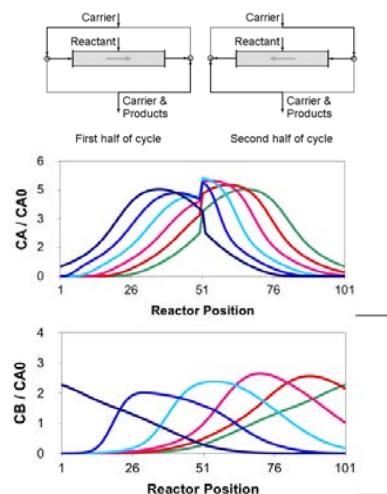 Carrier Carrier
Reactant Reactant
Carrier & Products Carrier & Products
First half of cycle Second half of cycle
CA / CA0
6
5
3
2
0
1 26 51 76 101
Reactor Position
CB / CA0
4
3
2
1
0
1 26 51 76 101
Reactor Position